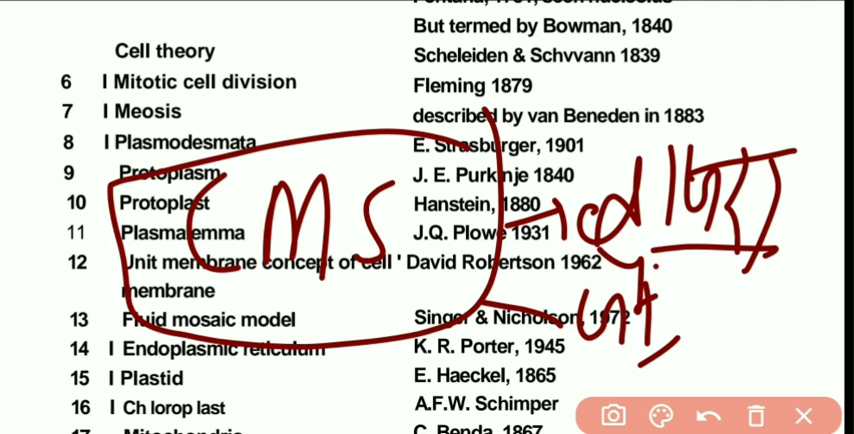 But termed by Bowman, 1840
Cell theory Scheleiden & Schvvann 1839
6 I Mitotic cell division Fleming 1879
7 I Meosis described by van Beneden in 1883
8 I Plasmodesmata E. Strasburger, 1901
9 Protoplasm J. E. Purkinje 1840
10 Protoplast Hanstein, 1880
11 Plasmalemma J.Q. Plowe 1931
12 Unit membrane concept of cell ' David Robertson 1962
membrane
13 Fluid mosaic model Singer & Nicholson, 1972
14 I Endoplasmic reticulum K. R. Porter, 1945
15 I Plastid E. Haeckel, 1865
16 I Ch lorop last A.F.W. Schimper
17 Mitochondria C. Benda, 1867
CMS